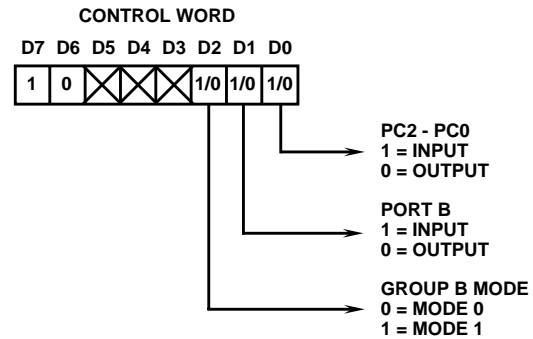 CONTROL WORD
D7 D6 D5 D4 D3 D2 D1 D0
1 0 1/0 1/0 1/0
PC2 - PC0
1 = INPUT
0 = OUTPUT
PORT B
1 = INPUT
0 = OUTPUT
GROUP B MODE
0 = MODE 0
1 = MODE 1